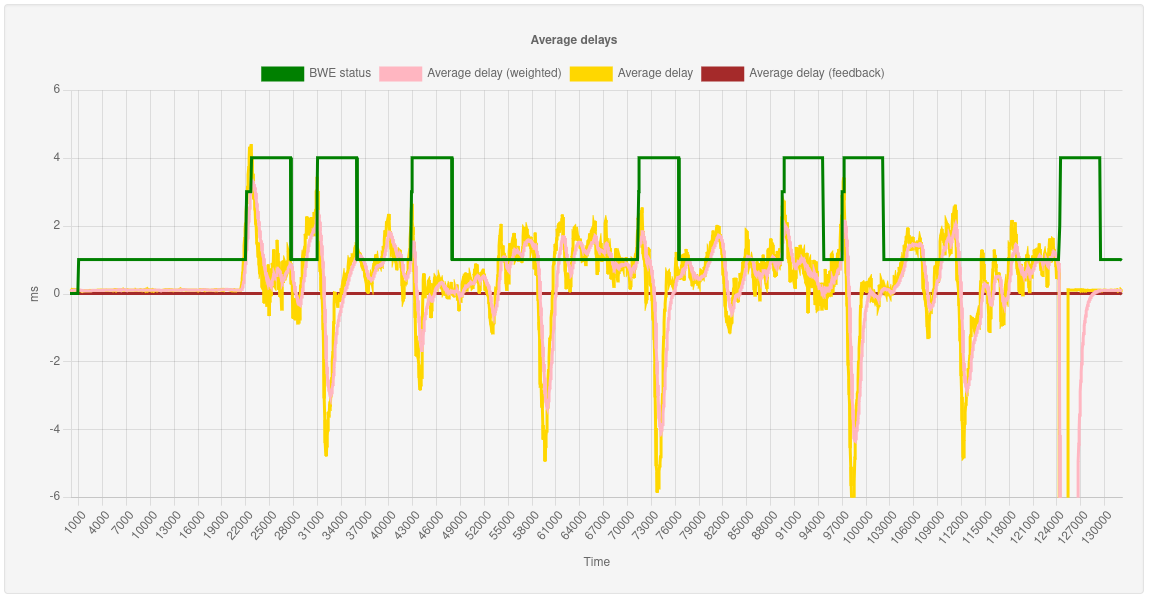 Average delays
BWE status Average delay (weighted) Average delay Average delay (feedback)
6
4
2
0
-2
-4
-6
ms
1000 4000 7000 10000 13000 16000 19000 22000 25000 28000 31000 34000 37000 40000 43000 46000 49000 52000 55000 58000 61000 64000 67000 70000 73000 76000 79000 82000 85000 88000 91000 94000 97000 100000 103000 106000 109000 112000 115000 118000 121000 124000 127000 130000
Time